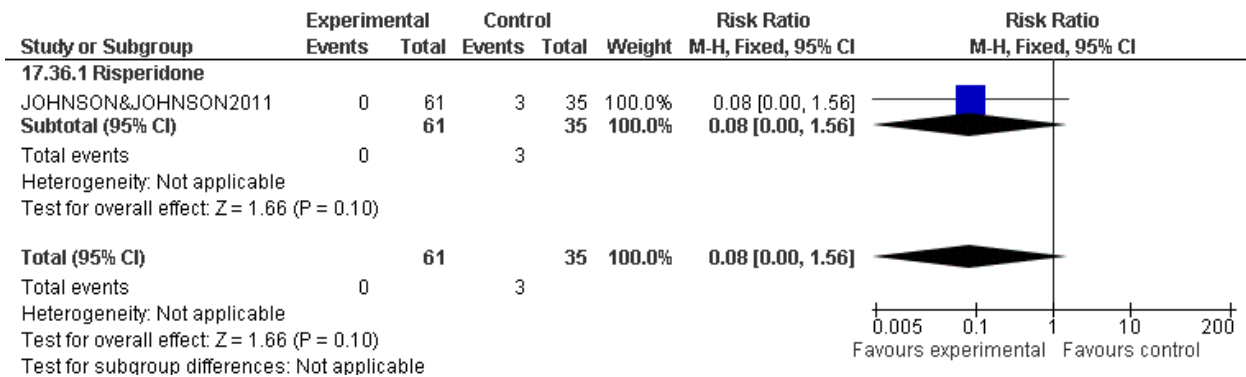 Experimental Control Risk Ratio Risk Ratio
Study or Subgroup Events Total Events Total Weight M-H, Fixed, 95% CI M-H, Fixed, 95% CI
17.36.1 Risperidone
JOHNSON&JOHNSON2011 0 61 3 35 100.0% 0.08 [0.00, 1.56]
Subtotal (95% CI) 61 35 100.0% 0.08 [0.00, 1.56]
Total events 0 3
Heterogeneity: Not applicable
Test for overall effect: Z = 1.66 (P = 0.10)
Total (95% CI) 61 35 100.0% 0.08 [0.00, 1.56]
Total events 0 3
Heterogeneity: Not applicable
Test for overall effect: Z = 1.66 (P = 0.10)
Test for subgroup differences: Not applicable
0.005 0.1 1 10 200
Favours experimental Favours control